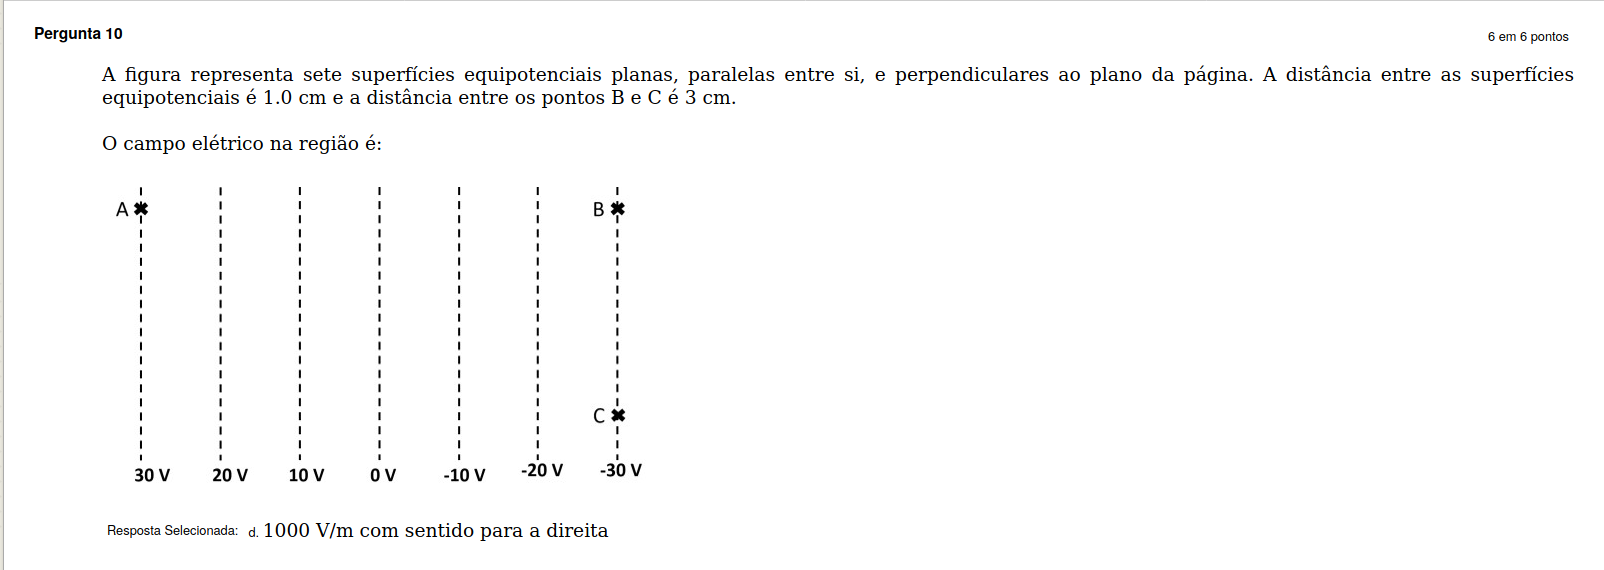 Pergunta 10
6 em 6 pontos
A figura representa sete superfícies equipotenciais planas, paralelas entre si, e perpendiculares ao plano da página. A distância entre as superfícies
equipotenciais é 1.0 cm e a distância entre os pontos B e C é 3 cm.
O campo elétrico na região é:
A
B
C
30 V 20 V 10 V 0 V -10 V -20 V -30 V
Resposta Selecionada: d. 1000 V/m com sentido para a direita